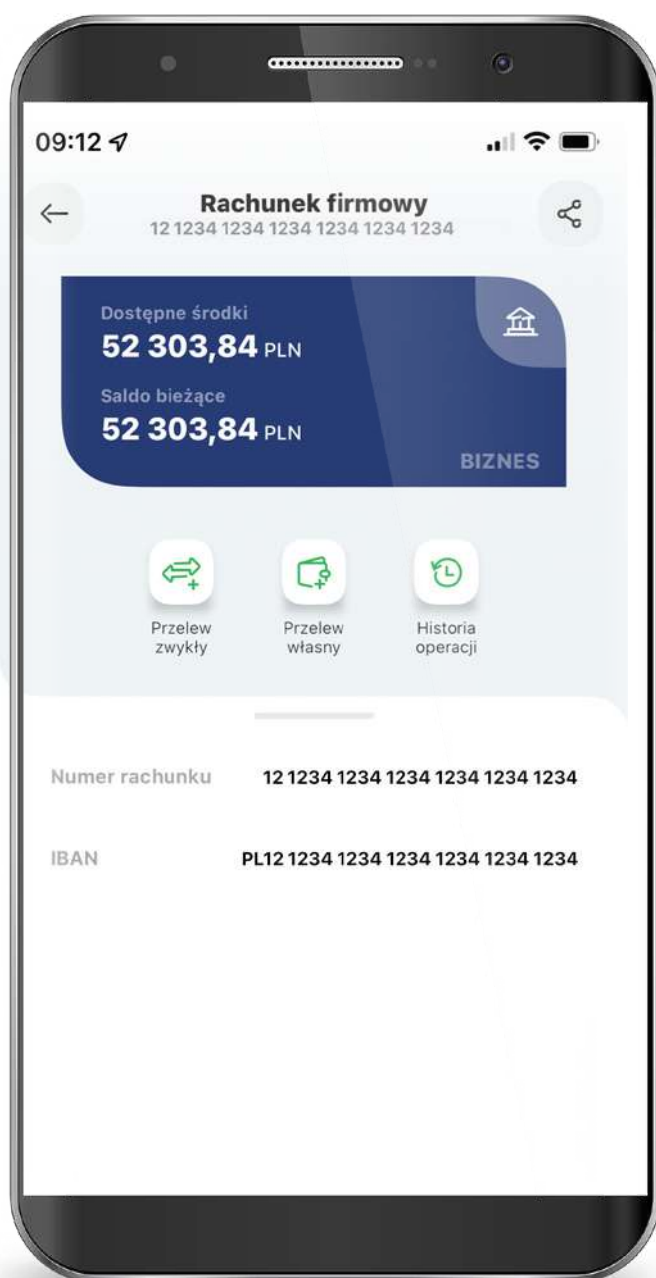 09:12
Rachunek firmowy
12 1234 1234 1234 1234 1234 1234
Dostępne środki
52 303,84 PLN
Saldo bieżące
52 303,84 PLN
BIZNES
Przelew
zwykły
Przelew
własny
Historia
operacji
Numer rachunku 12 1234 1234 1234 1234 1234 1234
IBAN PL12 1234 1234 1234 1234 1234 1234